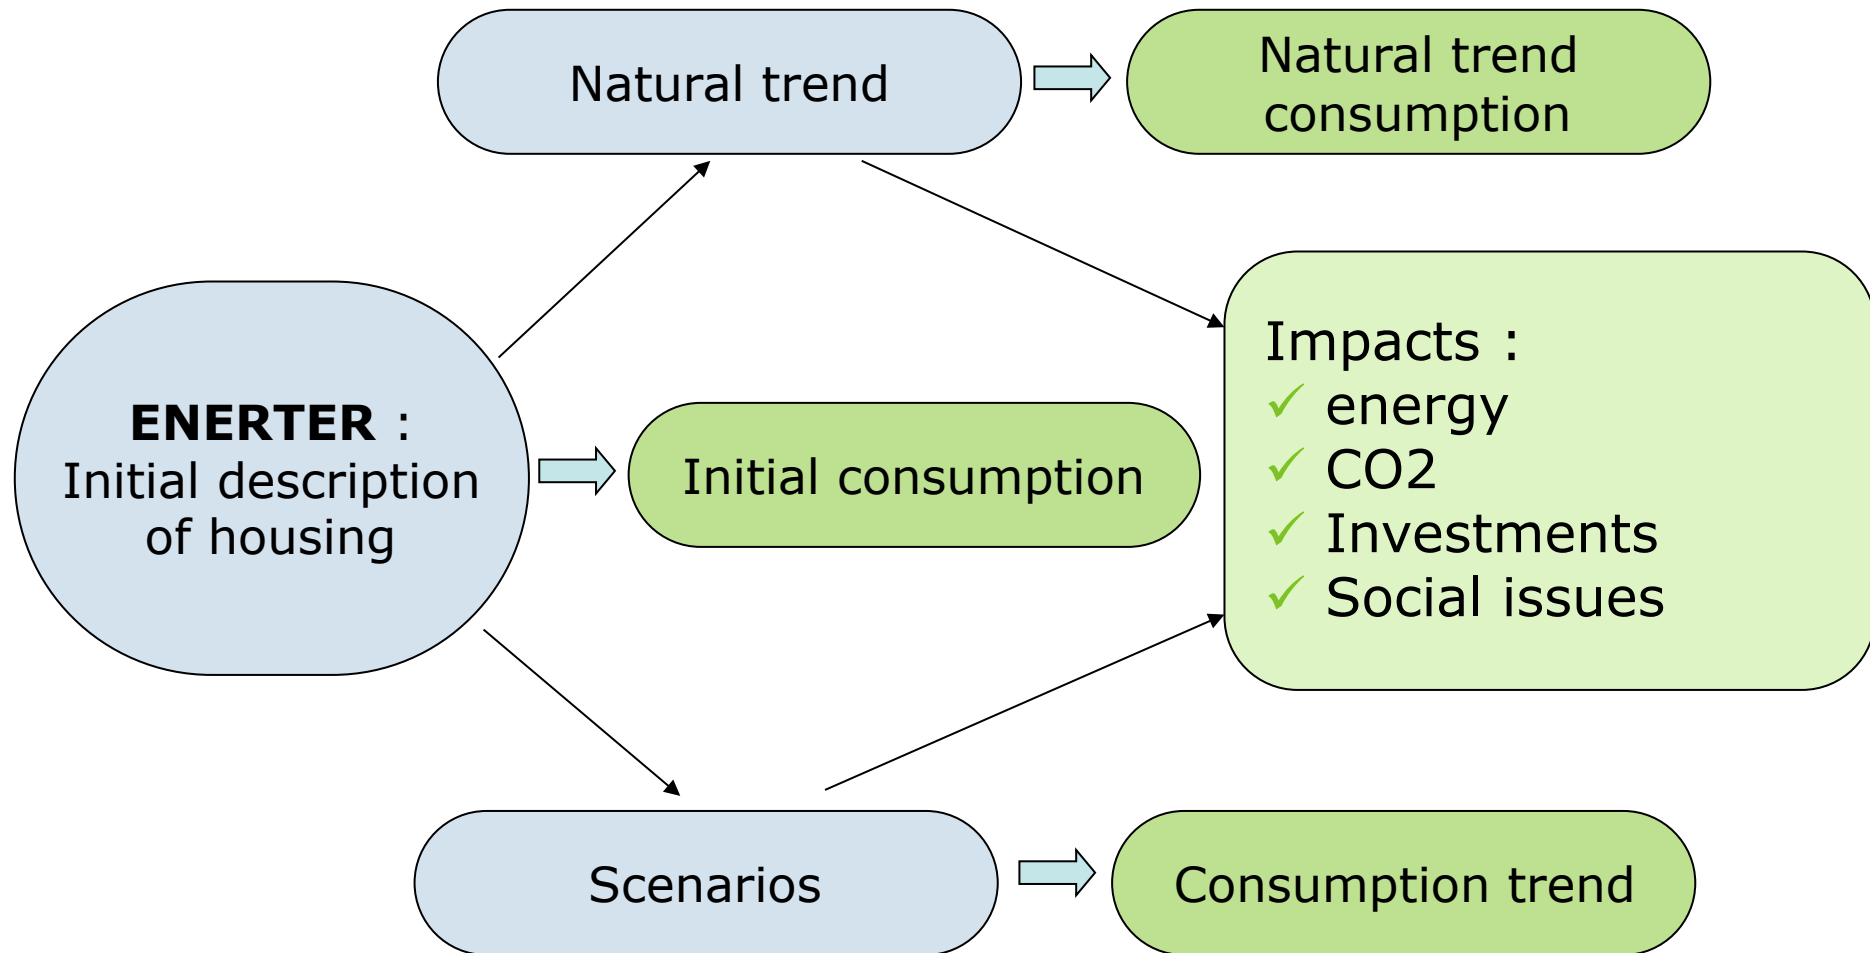 Natural trend
Natural trend
consumption
ENERTER :
Initial description
of housing
Initial consumption
Impacts :
✓ energy
✓ CO2
✓ Investments
✓ Social issues
Scenarios
Consumption trend